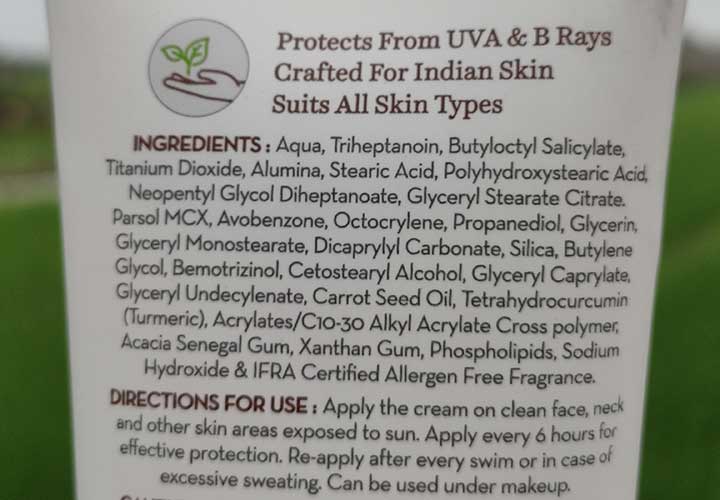 Protects From UVA & B Rays
Crafted For Indian Skin
Suits All Skin Types
INGREDIENTS : Aqua, Triheptanoin, Butyloctyl Salicylate,
Titanium Dioxide, Alumina, Stearic Acid, Polyhydroxystearic Acid,
Neopentyl Glycol Diheptanoate, Glyceryl Stearate Citrate.
Parsol MCX, Avobenzone, Octocrylene, Propanediol, Glycerin,
Glyceryl Monostearate, Dicaprylyl Carbonate, Silica, Butylene
Glycol, Bemotrizinol, Cetostearyl Alcohol, Glyceryl Caprylate,
Glyceryl Undecylenate, Carrot Seed Oil, Tetrahydrocurcumin
(Turmeric), Acrylates/C10-30 Alkyl Acrylate Cross polymer,
Acacia Senegal Gum, Xanthan Gum, Phospholipids, Sodium
Hydroxide & IFRA Certified Allergen Free Fragrance.
DIRECTIONS FOR USE : Apply the cream on clean face, neck
and other skin areas exposed to sun. Apply every 6 hours for
effective protection. Re-apply after every swim or in case of
excessive sweating. Can be used under makeup.